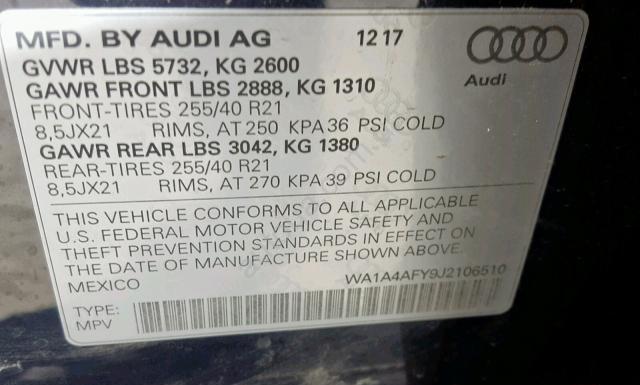 MFD. BY AUDI AG 12 17
GVWR LBS 5732, KG 2600
GAWR FRONT LBS 2888, KG 1310
FRONT-TIRES 255/40 R21
8,5JX21 RIMS, AT 250 KPA 36 PSI COLD
GAWR REAR LBS 3042, KG 1380
REAR-TIRES 255/40 R21
8,5JX21 RIMS, AT 270 KPA 39 PSI COLD
Audi
THIS VEHICLE CONFORMS TO ALL APPLICABLE
U.S. FEDERAL MOTOR VEHICLE SAFETY AND
THEFT PREVENTION STANDARDS IN EFFECT ON
THE DATE OF MANUFACTURE SHOWN ABOVE.
MEXICO
WA1A4AFY9J2106510
TYPE:
MPV